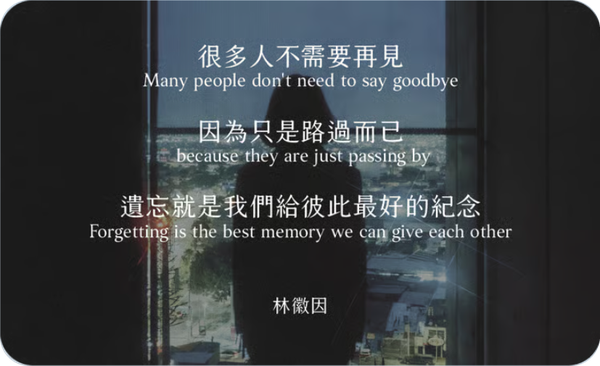 很多人不需要再見
Many people don't need to say goodbye
因為只是路過而已
because they are just passing by
遺忘就是我們給彼此最好的紀念
Forgetting is the best memory we can give each other
林徽因